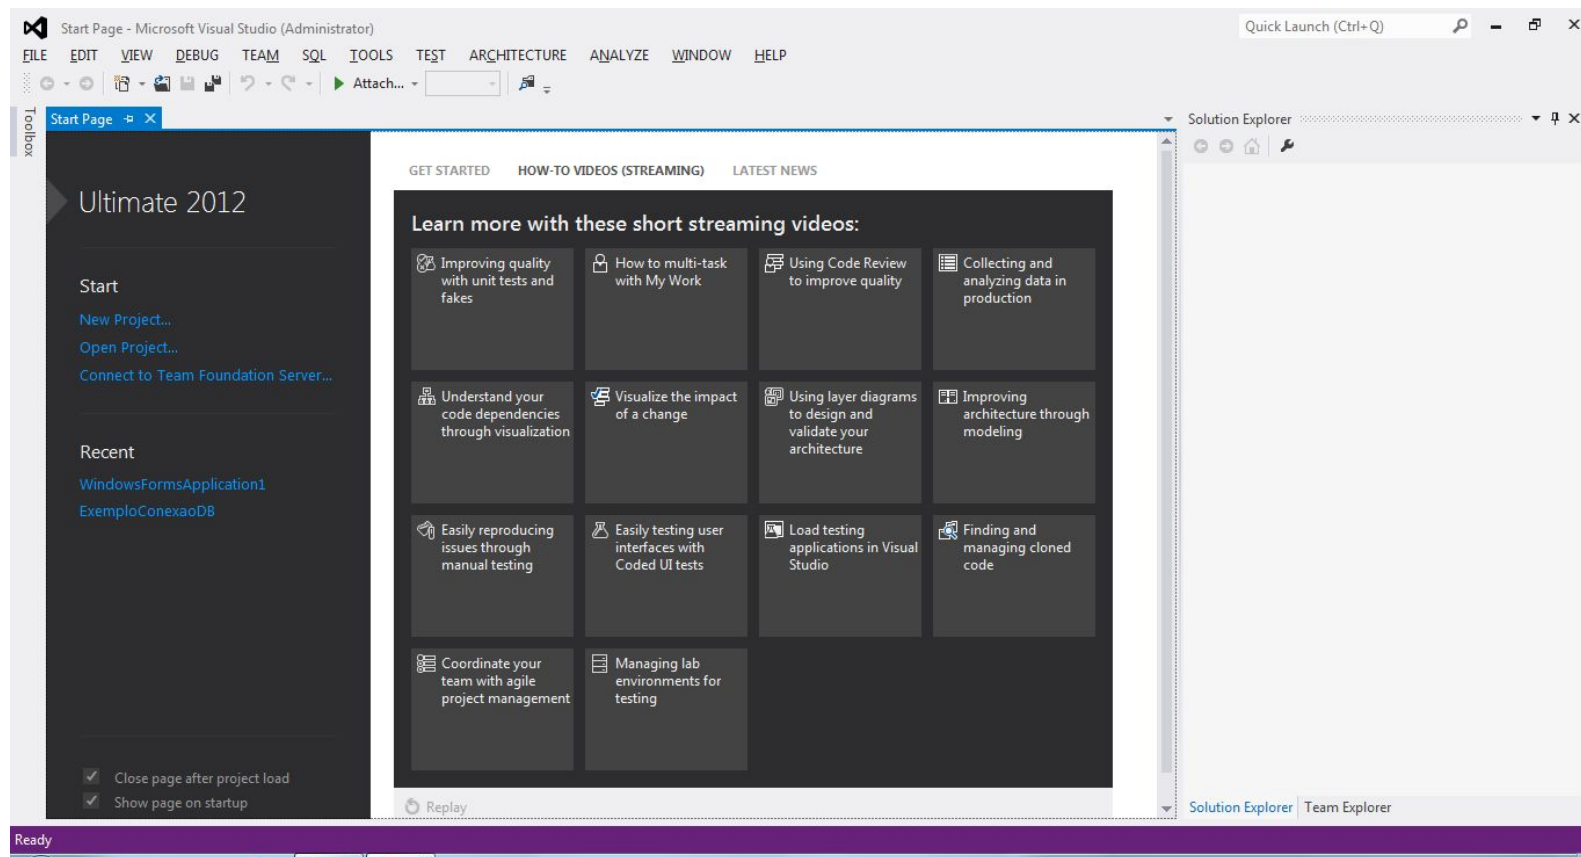 Start Page - Microsoft Visual Studio (Administrator)
Quick Launch (Ctrl+Q)
FILE EDIT VIEW DEBUG TEAM SQL TOOLS TEST ARCHITECTURE ANALYZE WINDOW HELP
Attach...
Toolbox
Start Page
Solution Explorer
Ultimate 2012
Start
New Project...
Open Project...
Connect to Team Foundation Server...
Recent
WindowsFormsApplication1
ExemploConexaoDB
Close page after project load
Show page on startup
GET STARTED HOW-TO VIDEOS (STREAMING) LATEST NEWS
Learn more with these short streaming videos:
Improving quality
with unit tests and
fakes
How to multi-task
with My Work
Using Code Review
to improve quality
Collecting and
analyzing data in
production
Understand your
code dependencies
through visualization
Visualize the impact
of a change
Using layer diagrams
to design and
validate your
architecture
Improving
architecture through
modeling
Easily reproducing
issues through
manual testing
Easily testing user
interfaces with
Coded UI tests
Load testing
applications in Visual
Studio
Finding and
managing cloned
code
Coordinate your
team with agile
project management
Managing lab
environments for
testing
Replay
Solution Explorer Team Explorer
Ready